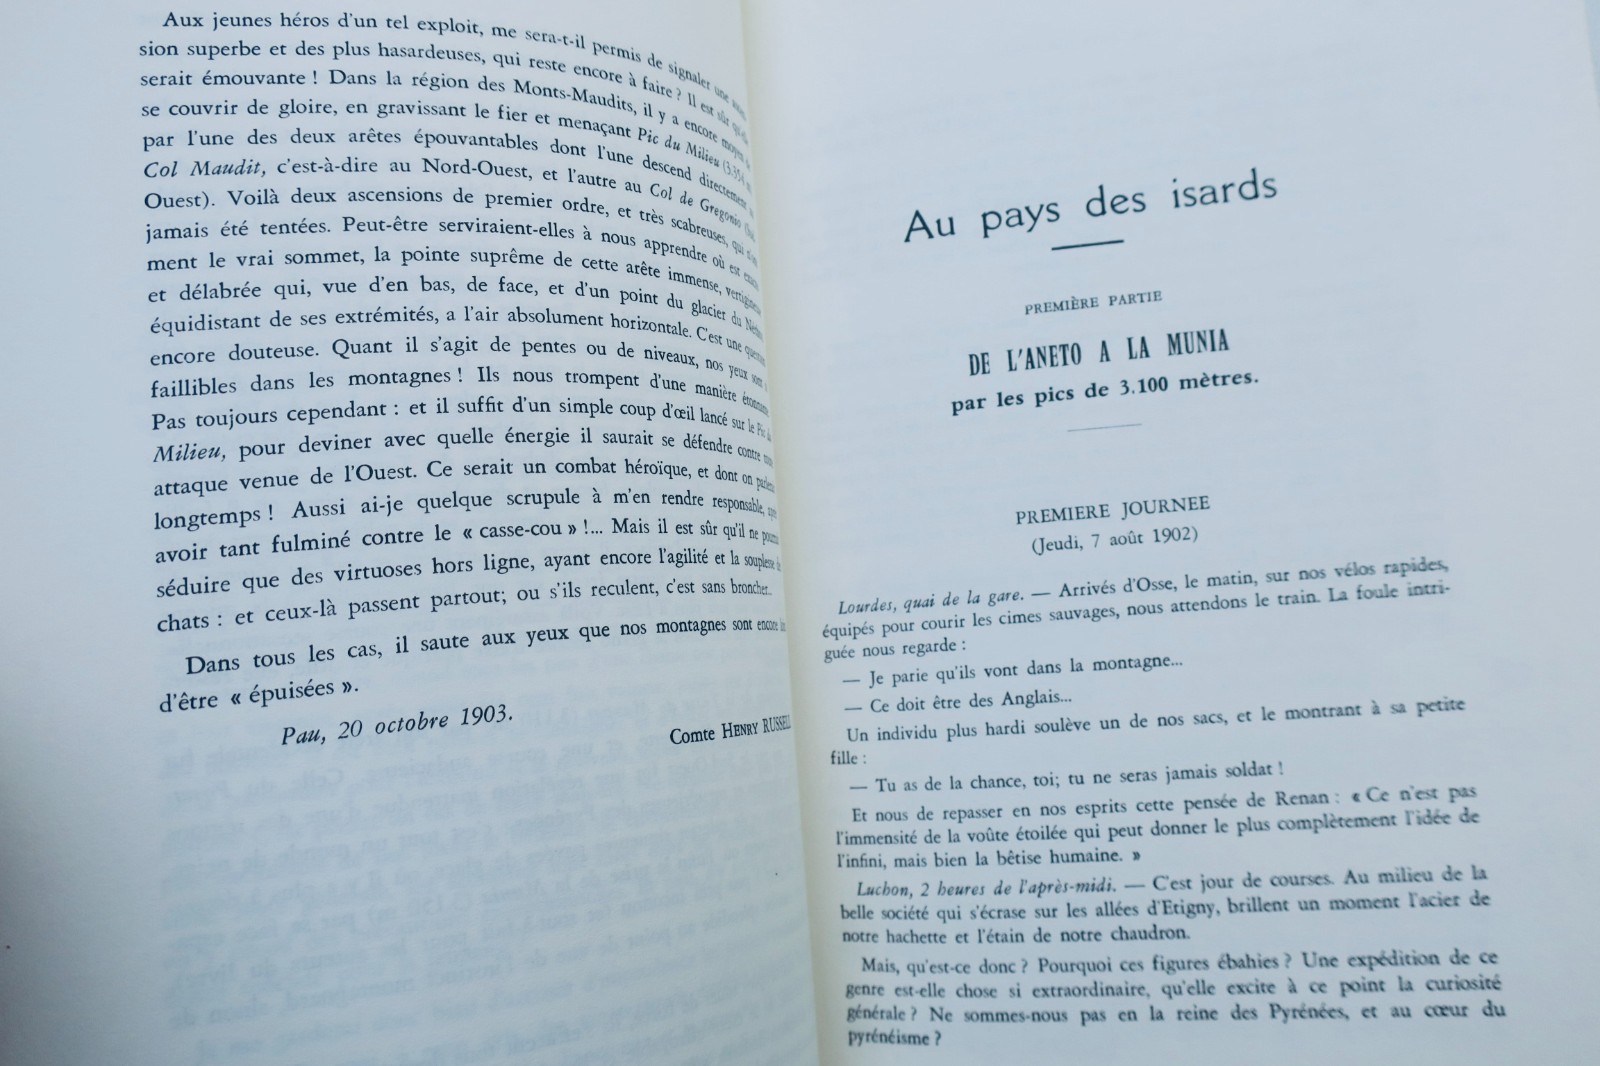 Aux jeunes héros d'un tel exploit, me sera-t-il permis de signaler une
sion superbe et des plus hasardeuses, qui reste encore à faire ? Il est sûr
serait émouvante ! Dans la région des Monts-Maudits, il y a encore moyen
se couvrir de gloire, en gravissant le fier et menaçant Pic du Milieu (3.354
par l'une des deux arêtes épouvantables dont l'une descend directement
Col Maudit, c'est-à-dire au Nord-Ouest, et l'autre au Col de Gregonio
Ouest). Voilà deux ascensions de premier ordre, et très scabreuses, qui
jamais été tentées. Peut-être serviraient-elles à nous apprendre où est
ment le vrai sommet, la pointe suprême de cette arête immense,
et délabrée qui, vue d'en bas, de face, et d'un point du glacier du
équidistant de ses extrémités, a l'air absolument horizontale. C'est une
encore douteuse. Quant il s'agit de pentes ou de niveaux, nos yeux sont
faillibles dans les montagnes ! Ils nous trompent d'une manière
Pas toujours cependant : et il suffit d'un simple coup d'œil lancé sur le Pic
Milieu, pour deviner avec quelle énergie il saurait se défendre contre
attaque venue de l'Ouest. Ce serait un combat héroïque, et dont on
longtemps ! Aussi ai-je quelque scrupule à m'en rendre responsable,
avoir tant fulminé contre le « casse-cou » !... Mais il est sûr qu'il ne
séduire que des virtuoses hors ligne, ayant encore l'agilité et la souplesse
chats : et ceux-là passent partout; ou s'ils reculent, c'est sans broncher..
Dans tous les cas, il saute aux yeux que nos montagnes sont encore
d'être « épuisées ».
Pau, 20 octobre 1903.
Comte HENRY RUSSELL
Au pays des isards
PREMIÈRE PARTIE
DE L'ANETO A LA MUNIA
par les pics de 3.100 mètres.
PREMIERE JOURNEE
(Jeudi, 7 août 1902)
Lourdes, quai de la gare. — Arrivés d'Osse, le matin, sur nos vélos rapides,
équipés pour courir les cimes sauvages, nous attendons le train. La foule intri-
guée nous regarde :
— Je parie qu'ils vont dans la montagne...
— Ce doit être des Anglais...
Un individu plus hardi soulève un de nos sacs, et le montrant à sa petite
fille :
— Tu as de la chance, toi; tu ne seras jamais soldat !
Et nous de repasser en nos esprits cette pensée de Renan : « Ce n'est pas
l'immensité de la voûte étoilée qui peut donner le plus complètement l'idée de
l'infini, mais bien la bêtise humaine. »
Luchon, 2 heures de l'après-midi. — C'est jour de courses. Au milieu de la
belle société qui s'écrase sur les allées d'Etigny, brillent un moment l'acier de
notre hachette et l'étain de notre chaudron.
Mais, qu'est-ce donc ? Pourquoi ces figures ébahies ? Une expédition de ce
genre est-elle chose si extraordinaire, qu'elle excite à ce point la curiosité
générale ? Ne sommes-nous pas en la reine des Pyrénées, et au cœur du
pyrénéisme ?